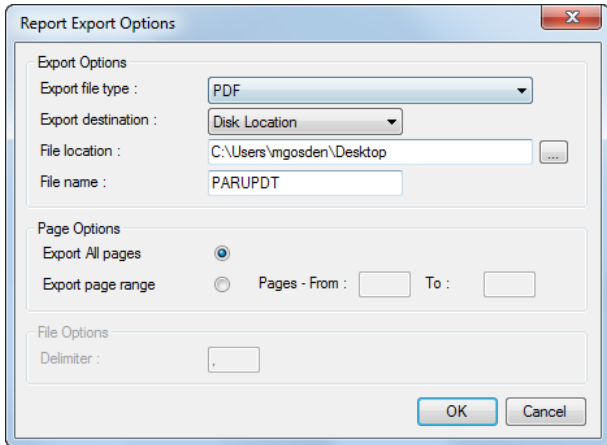 Report Export Options
Export Options
Export file type : PDF
Export destination : Disk Location
File location : C:\Users\mgosden\Desktop ...
File name : PARUPDT
Page Options
Export All pages
Export page range Pages - From : To :
File Options
Delimiter : ,
OK Cancel